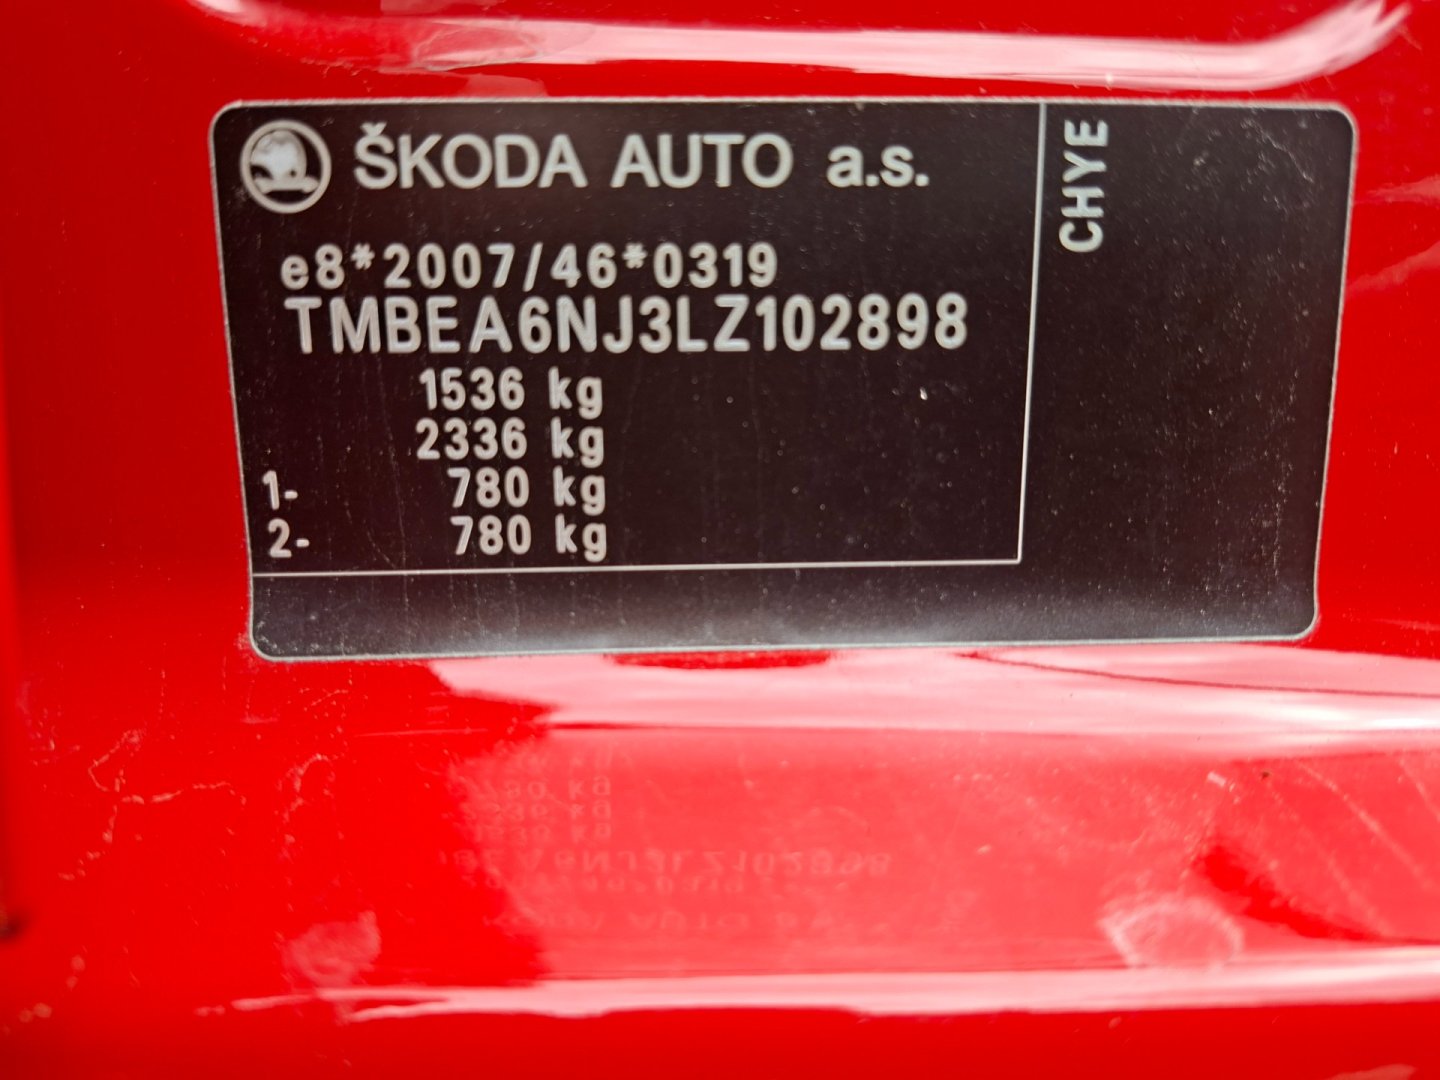 ŠKODA AUTO a.s.
CHYE
e8*2007/46*0319
TMBEA6NJ3LZ102898
1536 kg
2336 kg
1- 780 kg
2- 780 kg